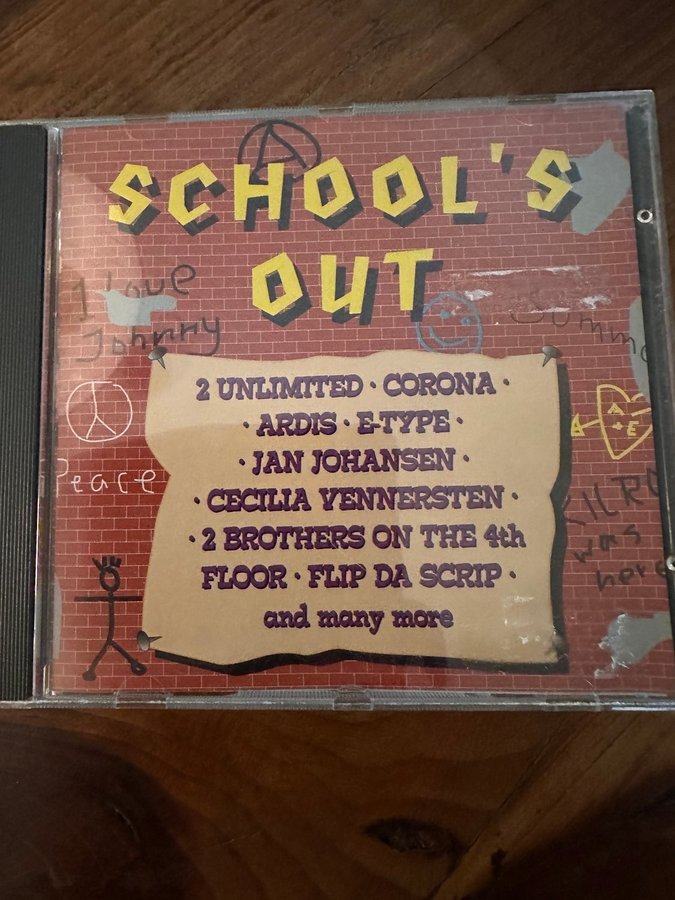 SCHOOL'S
OUT
I love
Johnny
Peace
2 UNLIMITED · CORONA ·
· ARDIS · E-TYPE ·
· JAN JOHANSEN ·
· CECILIA VENNERSTEN ·
· 2 BROTHERS ON THE 4th
FLOOR · FLIP DA SCRIP ·
and many more
A
+E
KILRO
was
here